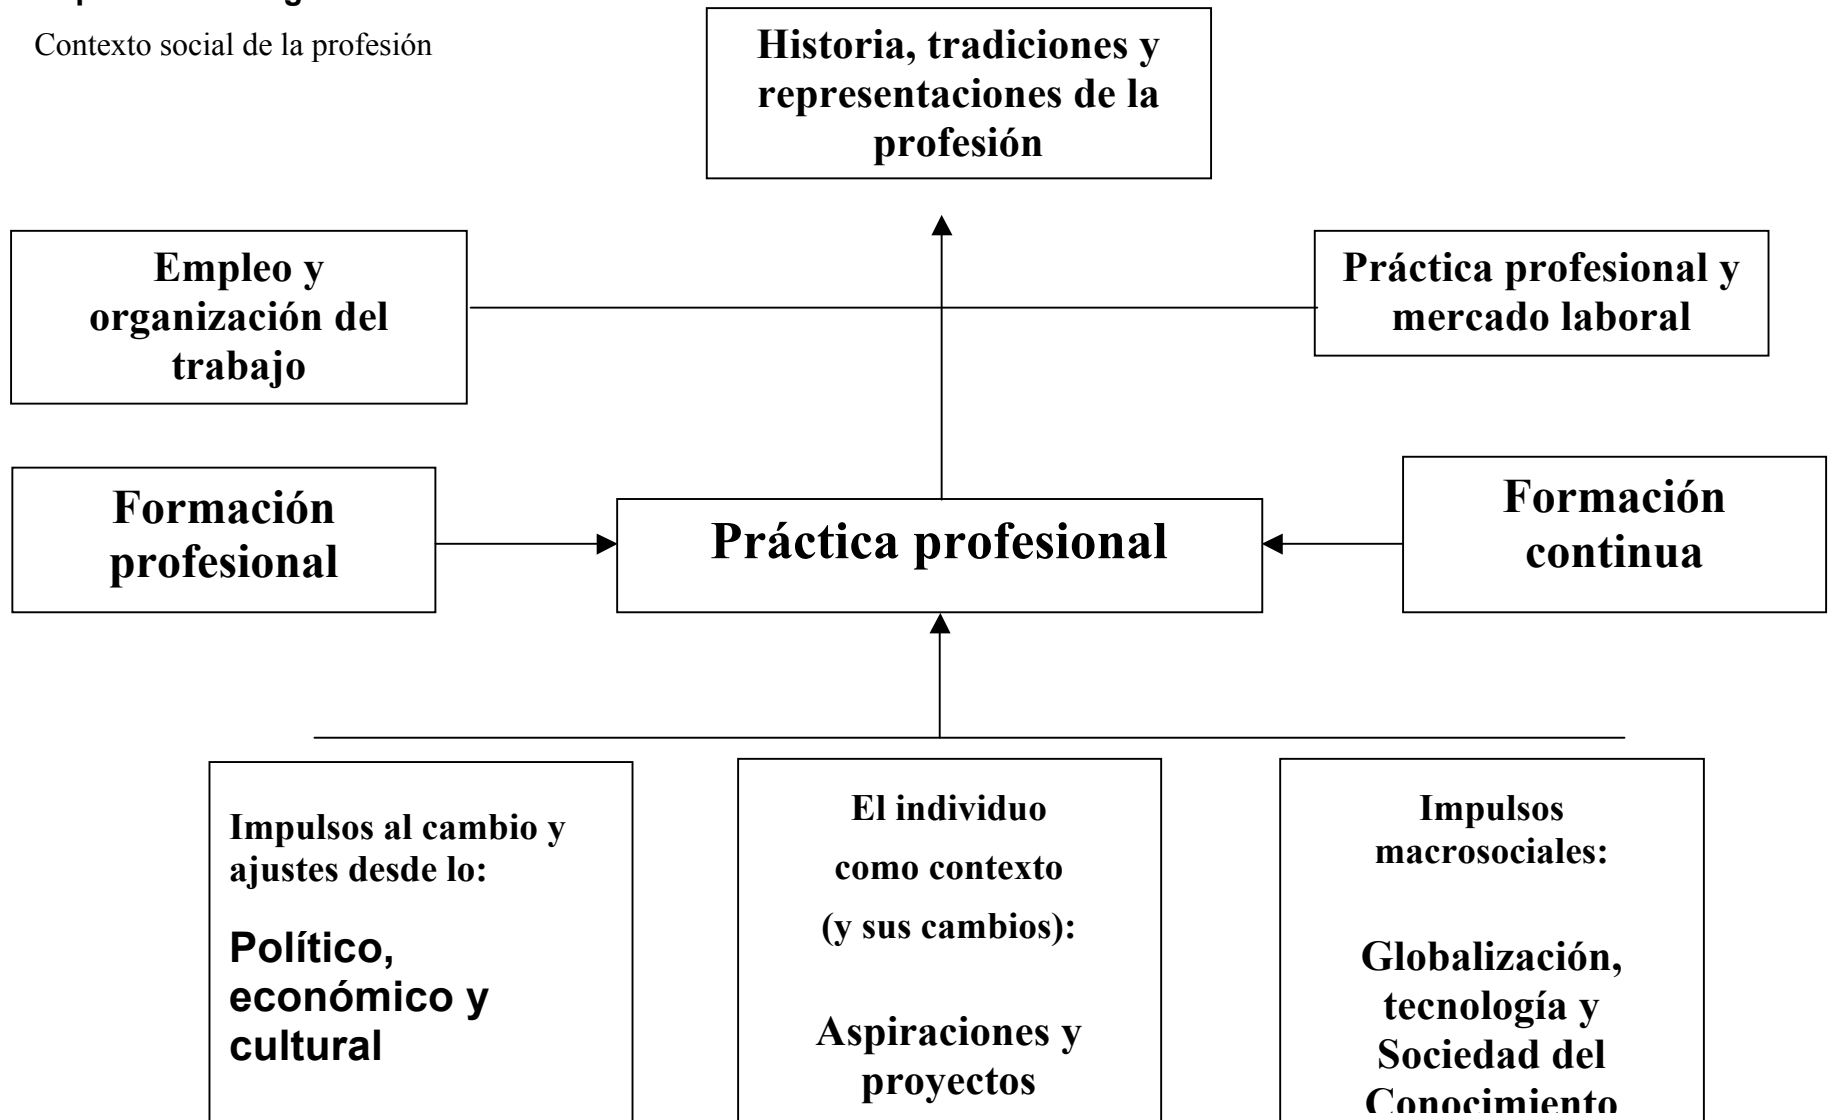 Contexto social de la profesión
Historia, tradiciones y
representaciones de la
profesión
Empleo y
organización del
trabajo
Práctica profesional y
mercado laboral
Formación
profesional
Práctica profesional
Formación
continua
Impulsos al cambio y
ajustes desde lo:
Político,
económico y
cultural
El individuo
como contexto
(y sus cambios):
Aspiraciones y
proyectos
Impulsos
macrosociales:
Globalización,
tecnología y
Sociedad del
Conocimiento